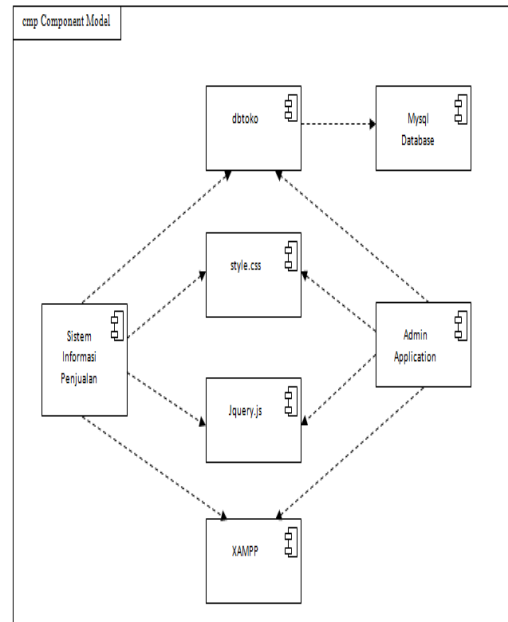 cmp Component Model
dbtoko
Mysql
Database
style.css
Sistem
Informasi
Penjualan
Admin
Application
Jquery.js
XAMPP